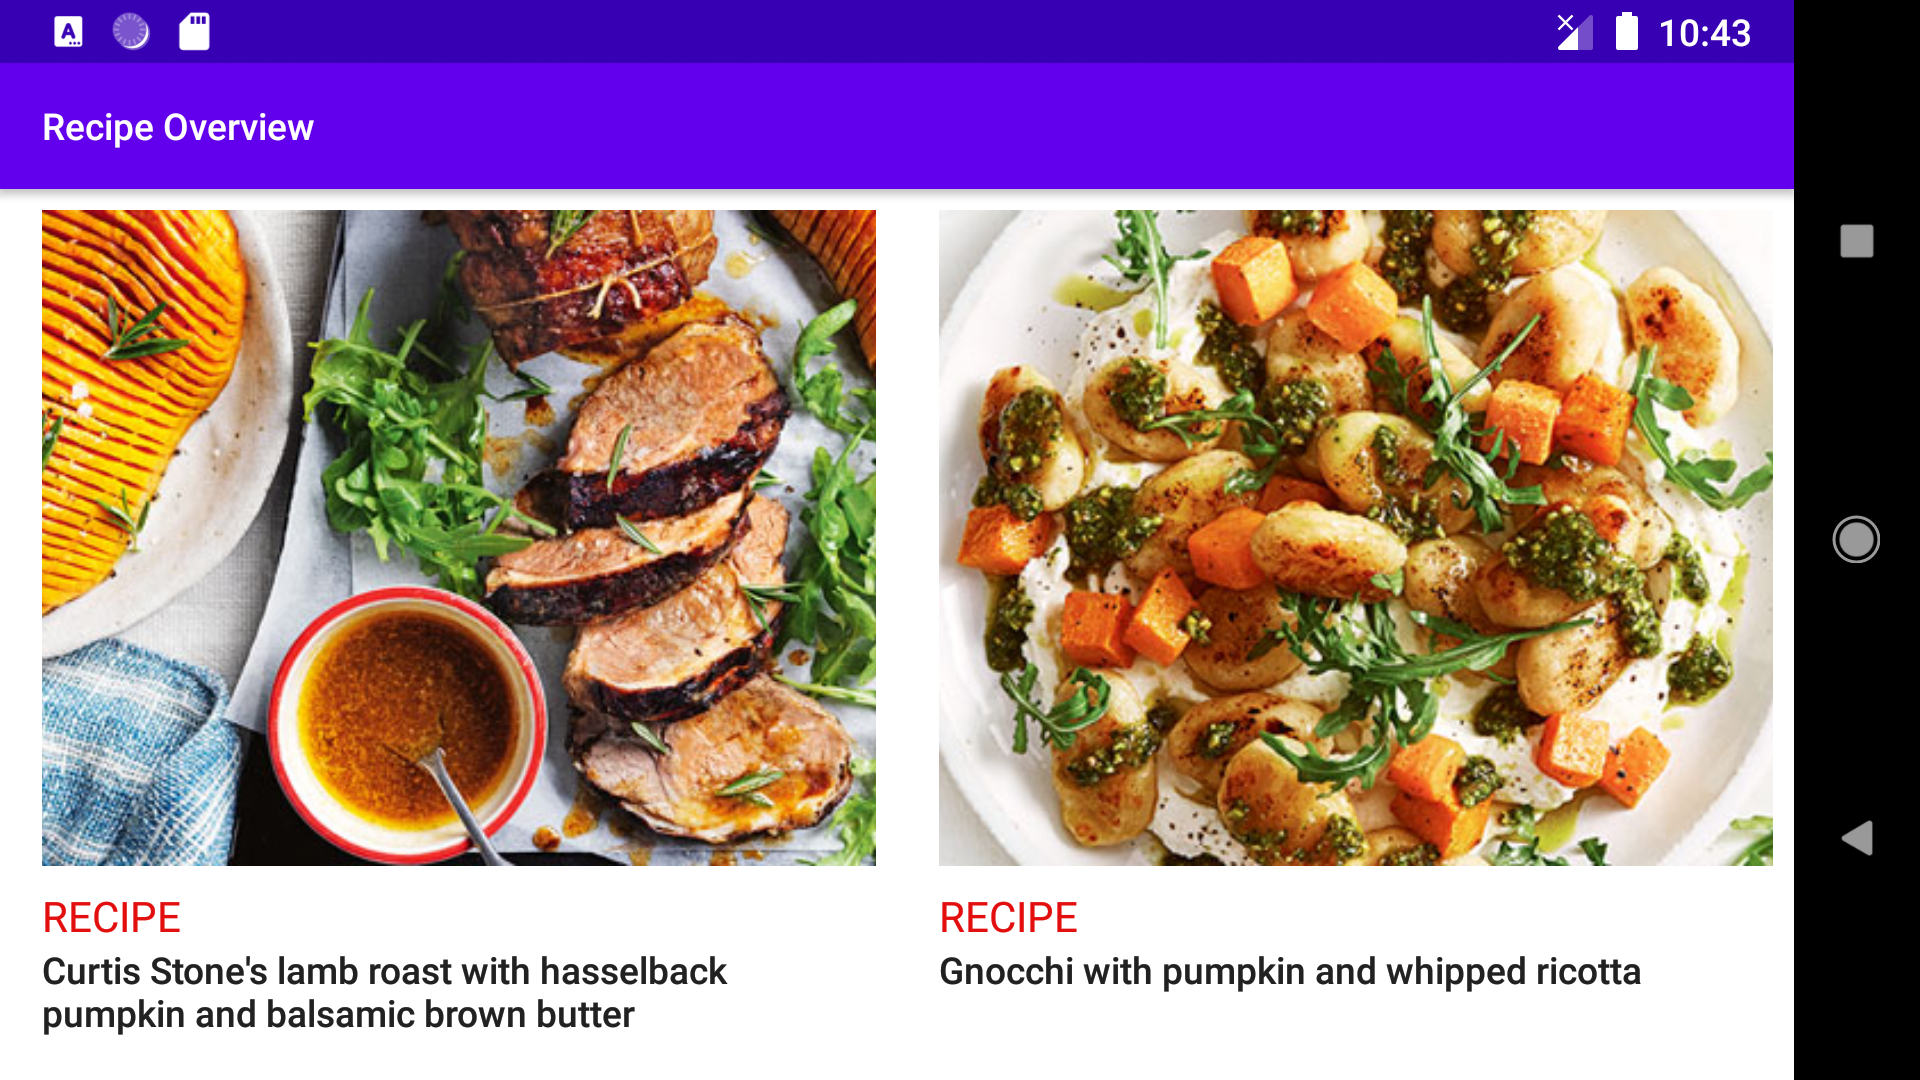 A
10:43
Recipe Overview
RECIPE
Curtis Stone's lamb roast with hasselback
pumpkin and balsamic brown butter
RECIPE
Gnocchi with pumpkin and whipped ricotta